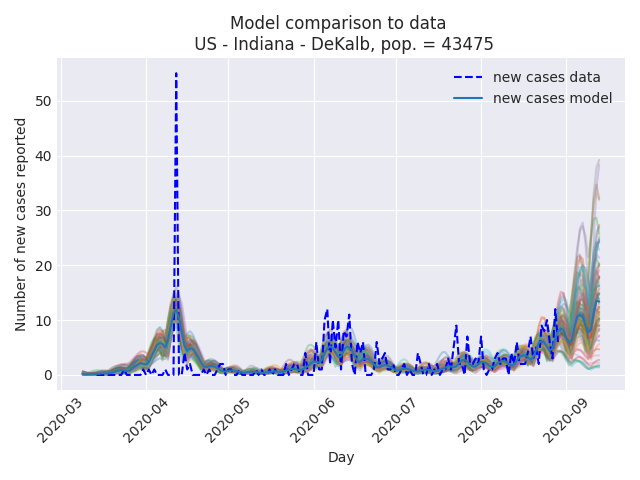 Model comparison to data
US - Indiana - DeKalb, pop. = 43475
new cases data
new cases model
Number of new cases reported
50
40
30
20
10
0
2020-03
2020-04
2020-05
2020-06
2020-07
2020-08
2020-09
Day